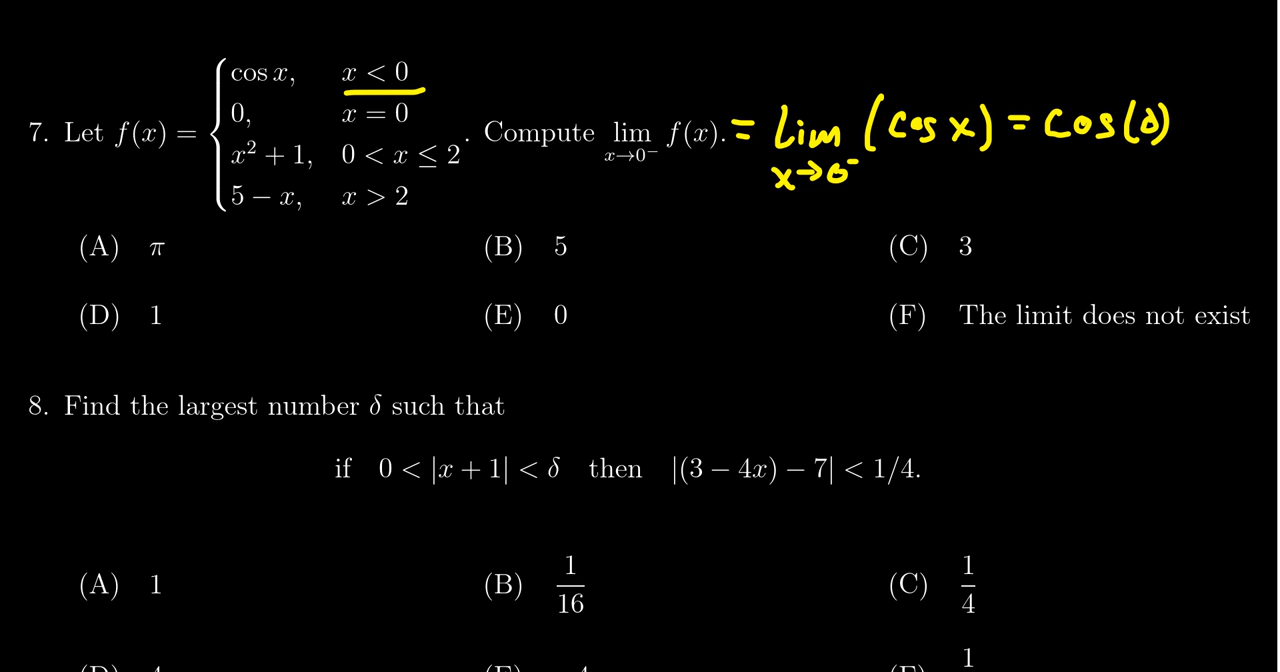 7. Let f(x) = { cos x, x < 0
0, x = 0
x² + 1, 0 < x ≤ 2
5 − x, x > 2
. Compute lim x→0⁻ f(x). = lim x→0⁻ (cos x) = cos(0)
(A) π (B) 5 (C) 3
(D) 1 (E) 0 (F) The limit does not exist
8. Find the largest number δ such that
if 0 < |x + 1| < δ then |(3 − 4x) − 7| < 1/4.
(A) 1 (B) 1/16 (C) 1/4